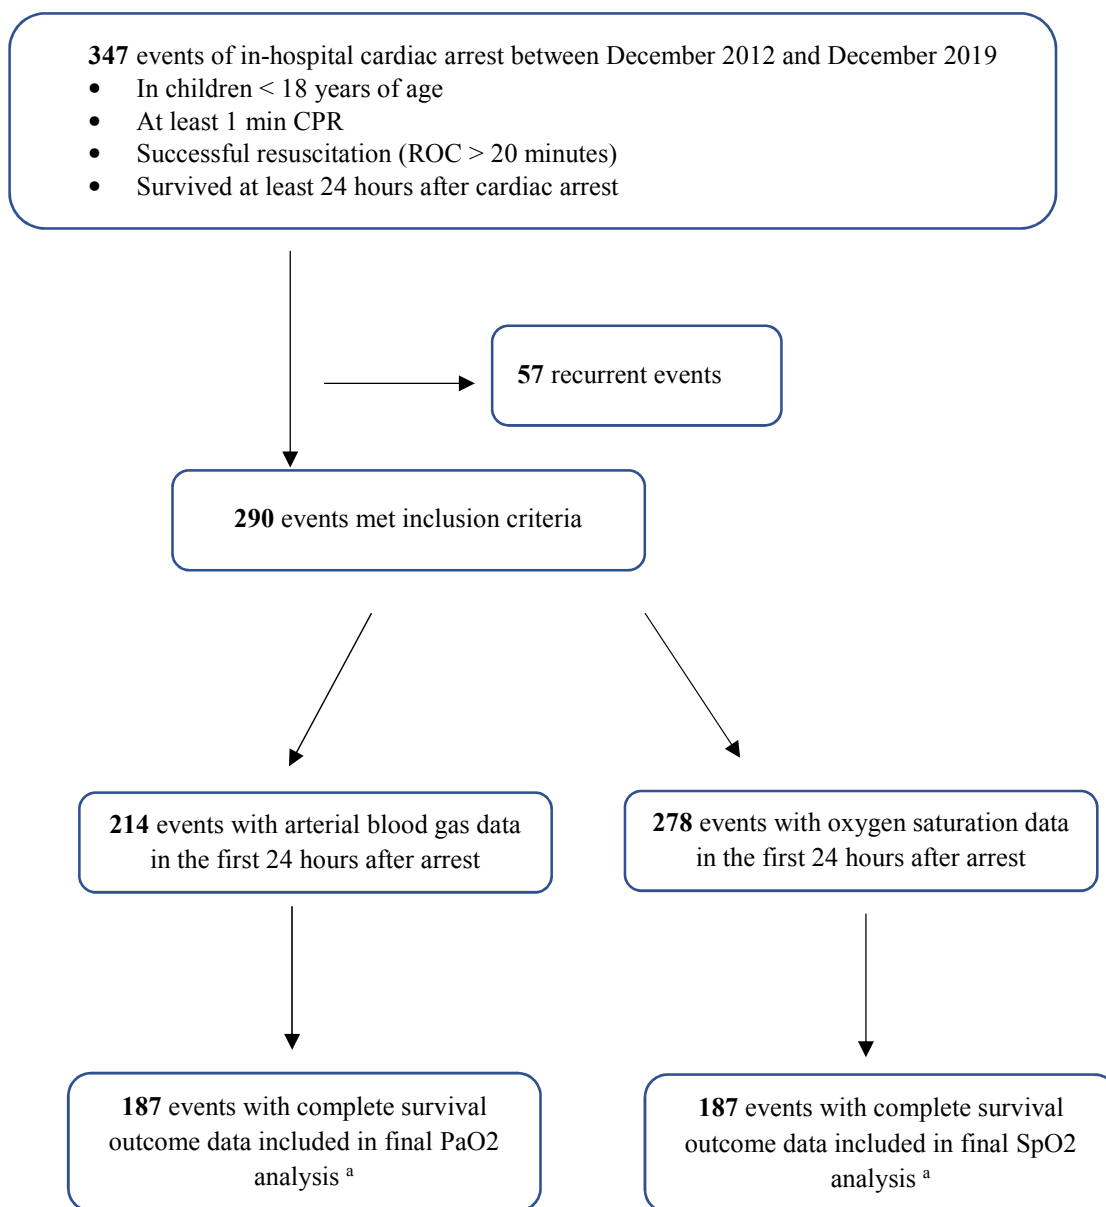 347 events of in-hospital cardiac arrest between December 2012 and December 2019
• In children < 18 years of age
• At least 1 min CPR
• Successful resuscitation (ROC > 20 minutes)
• Survived at least 24 hours after cardiac arrest
57 recurrent events
290 events met inclusion criteria
214 events with arterial blood gas data
in the first 24 hours after arrest
278 events with oxygen saturation data
in the first 24 hours after arrest
187 events with complete survival
outcome data included in final PaO2
analysis a
187 events with complete survival
outcome data included in final SpO2
analysis a